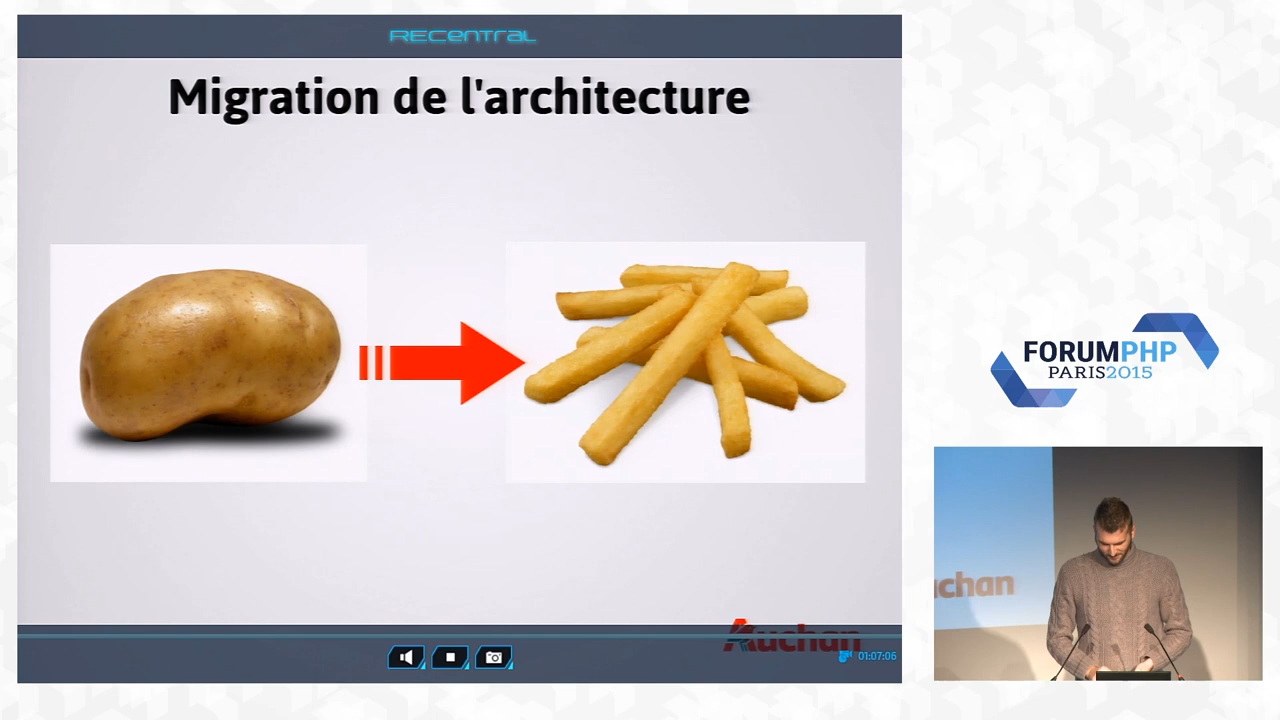 RECentral
Migration de l'architecture
FORUMPHP
PARIS2015
uchan
Auchan
01:07:06